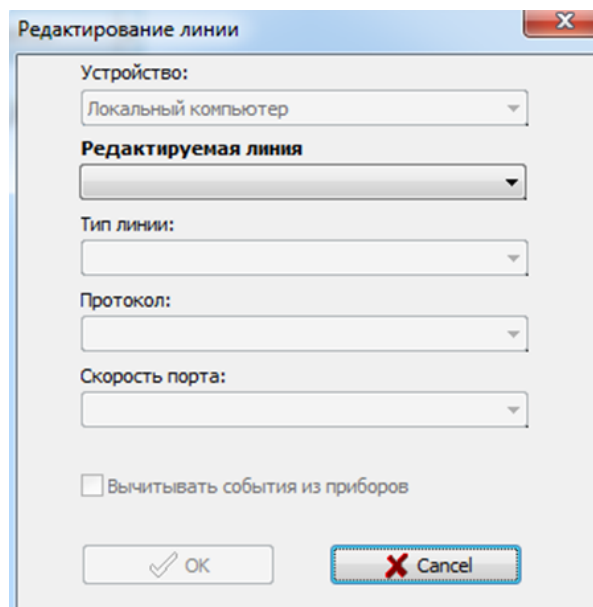 Редактирование линии
Устройство:
Локальный компьютер
Редактируемая линия
Тип линии:
Протокол:
Скорость порта:
Вычитывать события из приборов
OK
Cancel